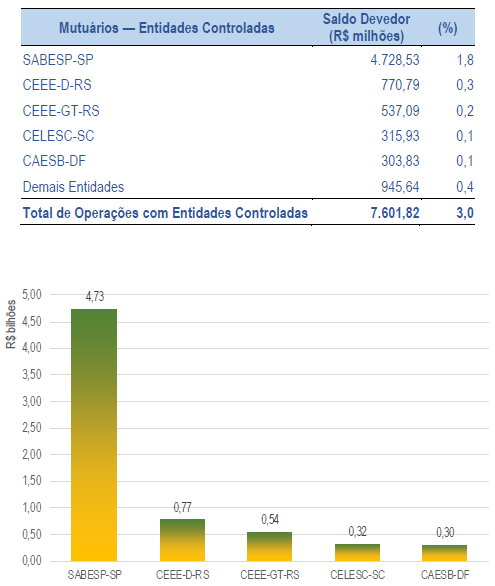 Mutuários — Entidades Controladas Saldo Devedor (R$ milhões) (%)
SABESP-SP 4.728,53 1,8
CEEE-D-RS 770,79 0,3
CEEE-GT-RS 537,09 0,2
CELESC-SC 315,93 0,1
CAESB-DF 303,83 0,1
Demais Entidades 945,64 0,4
Total de Operações com Entidades Controladas 7.601,82 3,0
R$ bilhões
5,00
4,50
4,00
3,50
3,00
2,50
2,00
1,50
1,00
0,50
0,00
4,73
0,77
0,54
0,32
0,30
SABESP-SP CEEE-D-RS CEEE-GT-RS CELESC-SC CAESB-DF